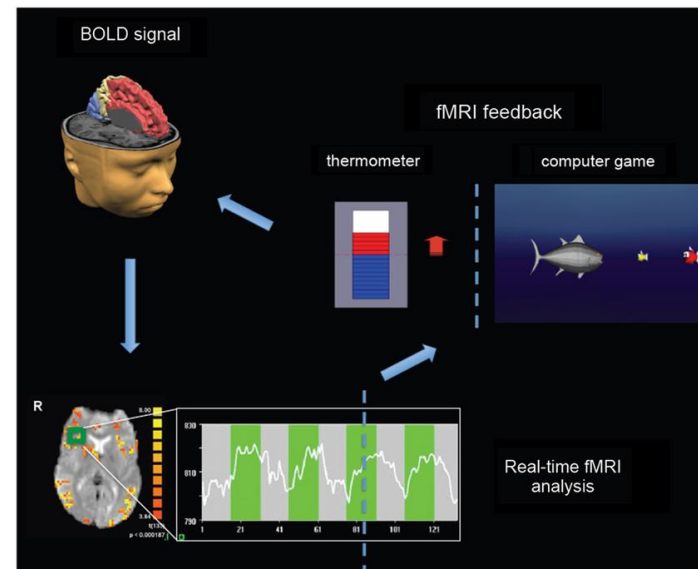 BOLD signal
fMRI feedback
thermometer
computer game
R
8.00
3.84
t(133)
p < 0.000187
830
810
790
1
21
41
61
81
101
121
Real-time fMRI
analysis